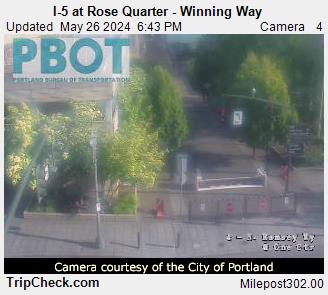 I-5 at Rose Quarter - Winning Way
Updated May 26 2024 6:43 PM Camera 4
PBOT
PORTLAND BUREAU OF TRANSPORTATION
Camera courtesy of the City of Portland
TripCheck.com Milepost302.00